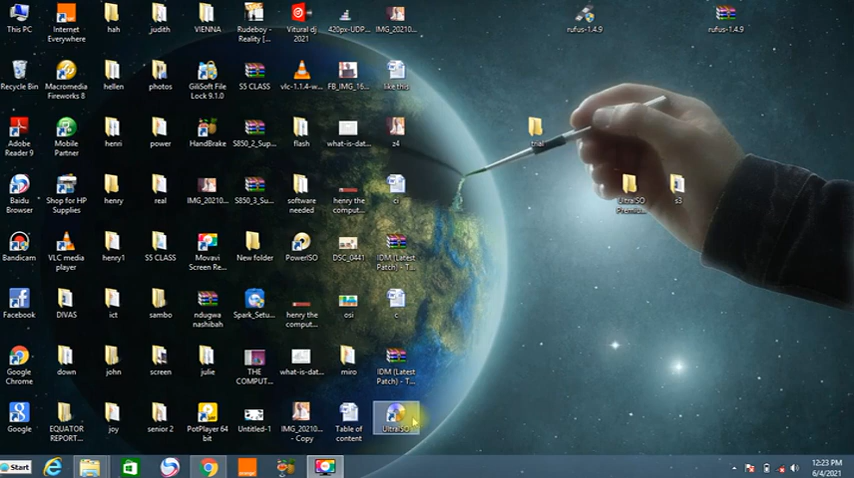 This PC
Internet
Everywhere
hah
judith
VIENNA
Rudeboy -
Reality [...
Vitural dj
2021
420px-UDP...
IMG_20210...
rufus-1.4.9
rufus-1.4.9
Recycle Bin
Macromedia
Fireworks 8
hellen
photos
GiliSoft File
Lock 9.1.0
S5 CLASS
vlc-1.1.4-w...
FB_IMG_16...
like this
Adobe
Reader 9
Mobile
Partner
henri
power
HandBrake
S850_2_Sup...
flash
what-is-dat...
z4
trial
Baidu
Browser
Shop for HP
Supplies
henry
real
IMG_20210...
S850_3_Sup...
software
needed
henry the
comput...
ci
UltraISO
Premiu...
s3
Bandicam
VLC media
player
henry1
S5 CLASS
Movavi
Screen Re...
New folder
PowerISO
DSC_0441
IDM (Latest
Patch) - T...
Facebook
DIVAS
ict
sambo
ndugwa
nashibah
Spark_Setu...
henry the
comput...
osi
c
Google
Chrome
down
john
screen
julie
THE
COMPUT...
what-is-dat...
miro
IDM (Latest
Patch) - T...
Google
EQUATOR
REPORT...
joy
senior 2
PotPlayer 64
bit
Untitled-1
IMG_20210...
- Copy
Table of
content
UltraISO
Start
12:23 PM
6/4/2021